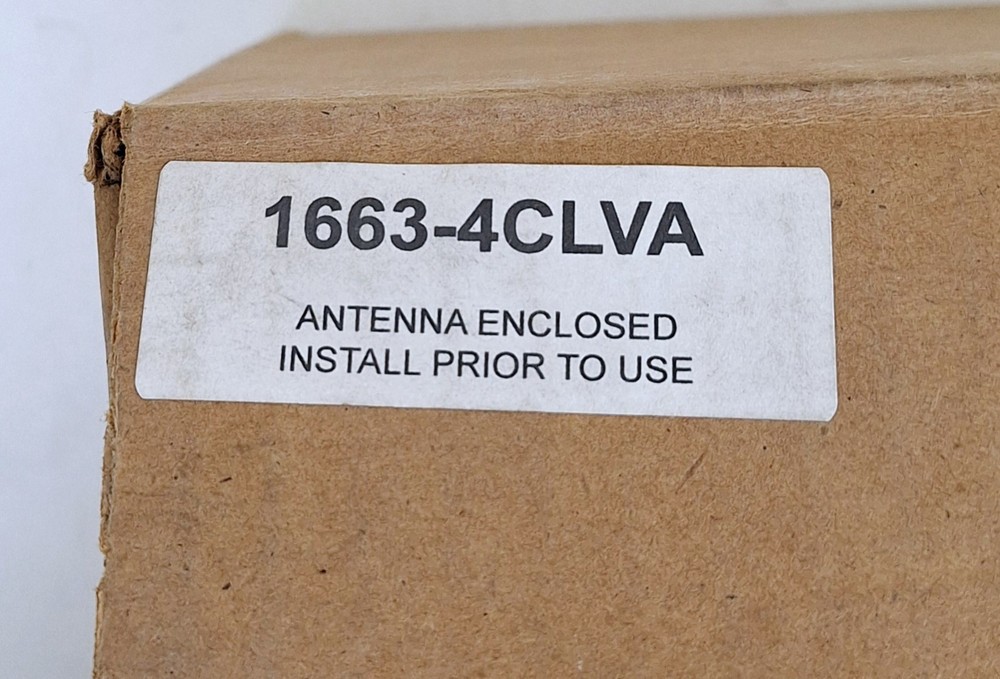 1663-4CLVA
ANTENNA ENCLOSED
INSTALL PRIOR TO USE